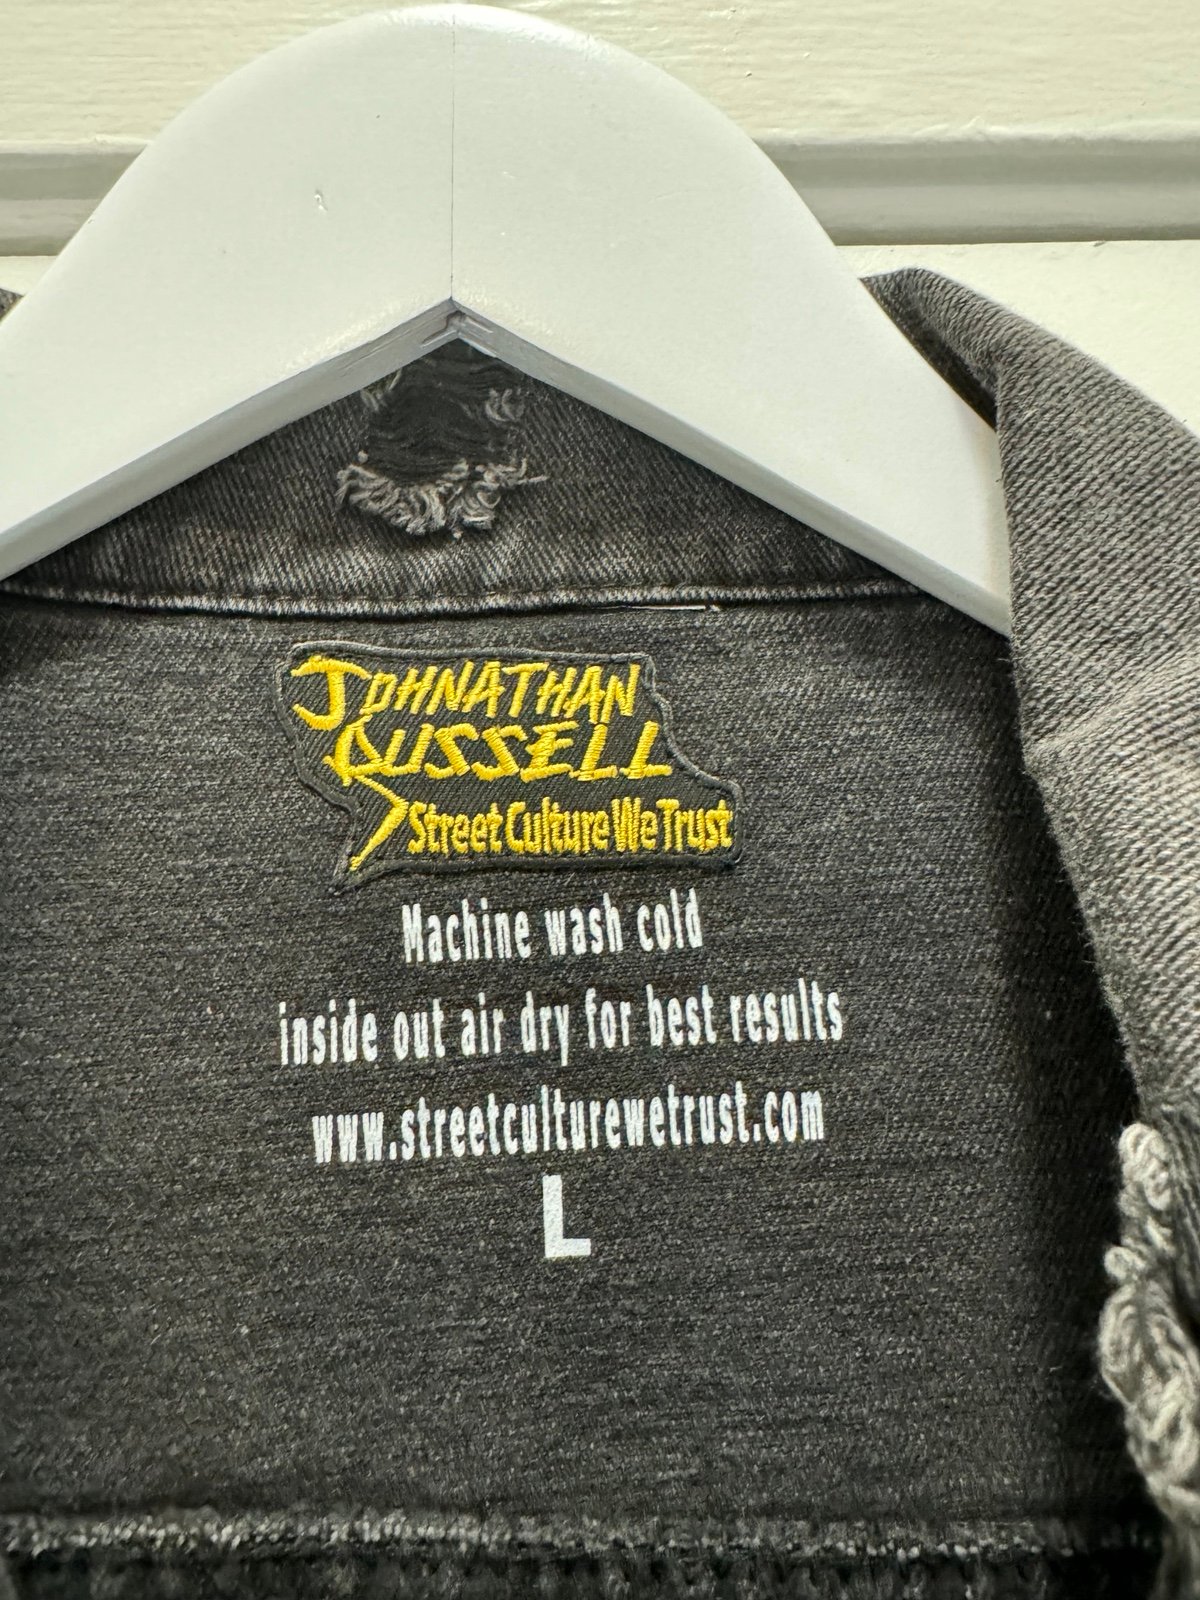 JOHNATHAN
RUSSELL
Street Culture We Trust
Machine wash cold
inside out air dry for best results
www.streetculturewetrust.com
L